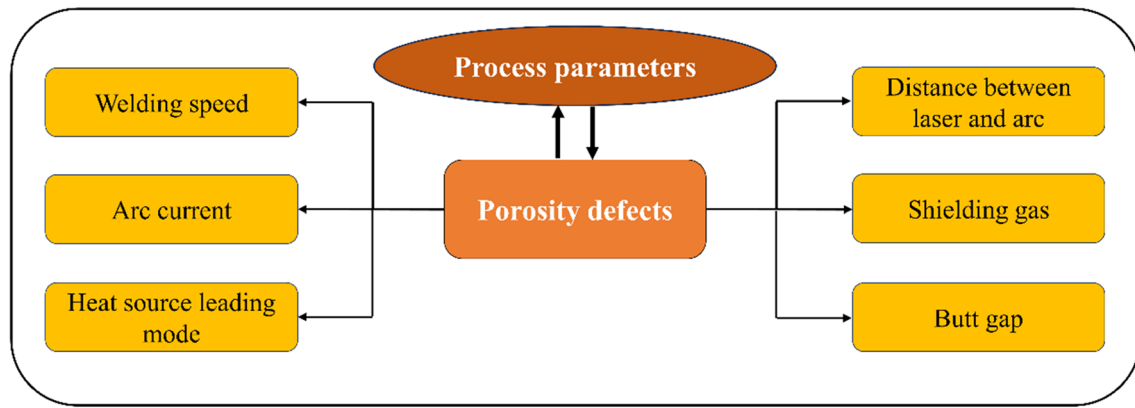 Process parameters
Welding speed
Arc current
Heat source leading
mode
Porosity defects
Distance between
laser and arc
Shielding gas
Butt gap